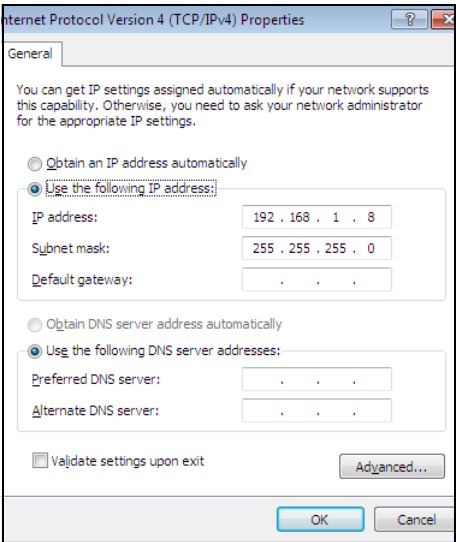 nternet Protocol Version 4 (TCP/IPv4) Properties
General
You can get IP settings assigned automatically if your network supports
this capability. Otherwise, you need to ask your network administrator
for the appropriate IP settings.
Obtain an IP address automatically
Use the following IP address:
IP address: 192 . 168 . 1 . 8
Subnet mask: 255 . 255 . 255 . 0
Default gateway: . . .
Obtain DNS server address automatically
Use the following DNS server addresses:
Preferred DNS server: . . .
Alternate DNS server: . . .
Validate settings upon exit
Advanced...
OK Cancel